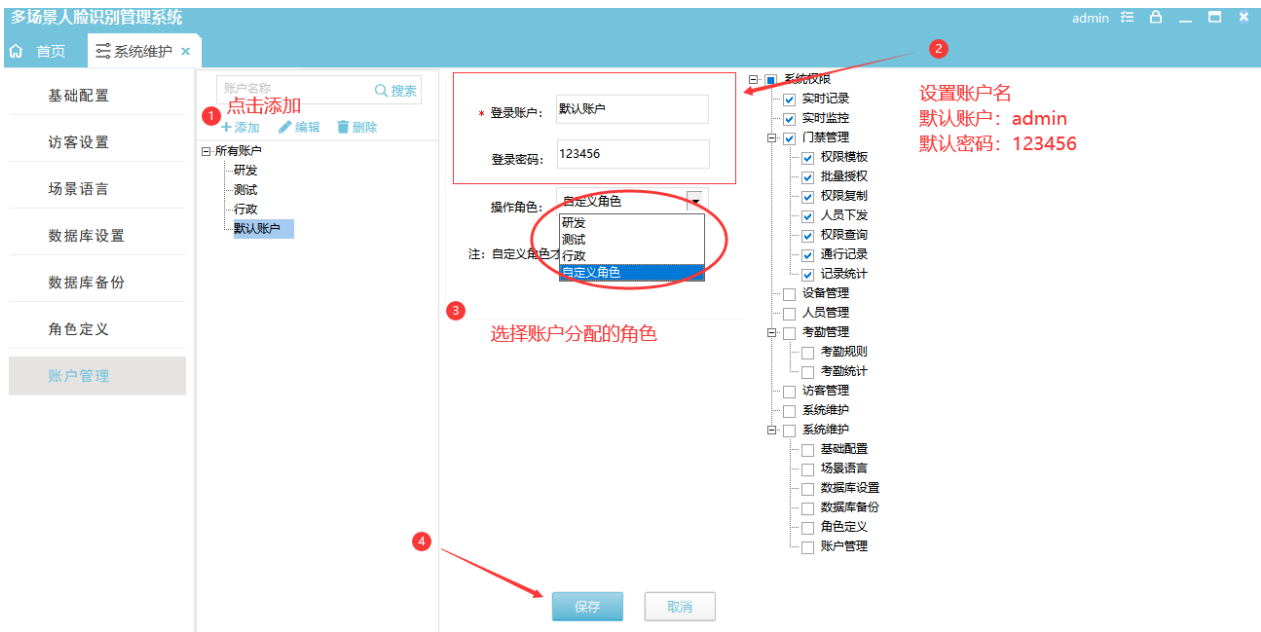 多场景人脸识别管理系统
admin
首页
系统维护 ×
基础配置
访客设置
场景语言
数据库设置
数据库备份
角色定义
账户管理
账户名称
搜索
1 点击添加
+添加 编辑 删除
所有账户
研发
测试
行政
默认账户
* 登录账户: 默认账户
登录密码: 123456
操作角色: 自定义角色
研发
测试
行政
自定义角色
注: 自定义角色才
3
选择账户分配的角色
4
保存
取消
2
系统权限
实时记录
实时监控
门禁管理
权限模板
批量授权
权限复制
人员下发
权限查询
通行记录
记录统计
设备管理
人员管理
考勤管理
考勤规则
考勤统计
访客管理
系统维护
系统维护
基础配置
场景语言
数据库设置
数据库备份
角色定义
账户管理
设置账户名
默认账户: admin
默认密码: 123456